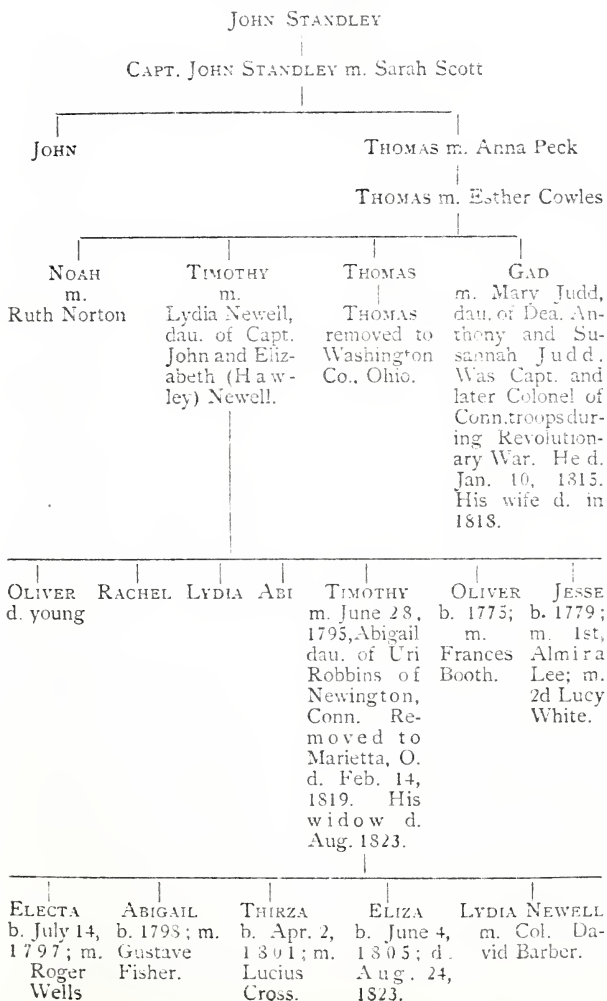 JOHN STANDLEY
CAPT. JOHN STANDLEY m. Sarah Scott
JOHN
THOMAS m. Anna Peck
THOMAS m. Esther Cowles
NOAH
m.
Ruth Norton
TIMOTHY
m.
Lydia Newell,
dau. of Capt.
John and Eliz-
abeth (Haw-
ley) Newell.
THOMAS
THOMAS
removed to
Washington
Co., Ohio.
GAD
m. Mary Judd,
dau. of Dea. An-
thony and Su-
sannah Judd.
Was Capt. and
later Colonel of
Conn. troops dur-
ing Revolution-
ary War. He d.
Jan. 10, 1815.
His wife d. in
1818.
OLIVER
d. young
RACHEL
LYDIA
ABI
TIMOTHY
m. June 28,
1795, Abigail
dau. of Uri
Robbins of
Newington,
Conn. Re-
moved to
Marietta, O.
d. Feb. 14,
1819. His
widow d.
Aug. 1823.
OLIVER
b. 1775;
m.
Frances
Booth.
JESSE
b. 1779;
m. 1st,
Almira
Lee; m.
2d Lucy
White.
ELECTA
b. July 14,
1797; m.
Roger
Wells
ABIGAIL
b. 1798; m.
Gustave
Fisher.
THIRZA
b. Apr. 2,
1801; m.
Lucius
Cross.
ELIZA
b. June 4,
1805; d.
Aug. 24,
1823.
LYDIA NEWELL
m. Col. Da-
vid Barber.